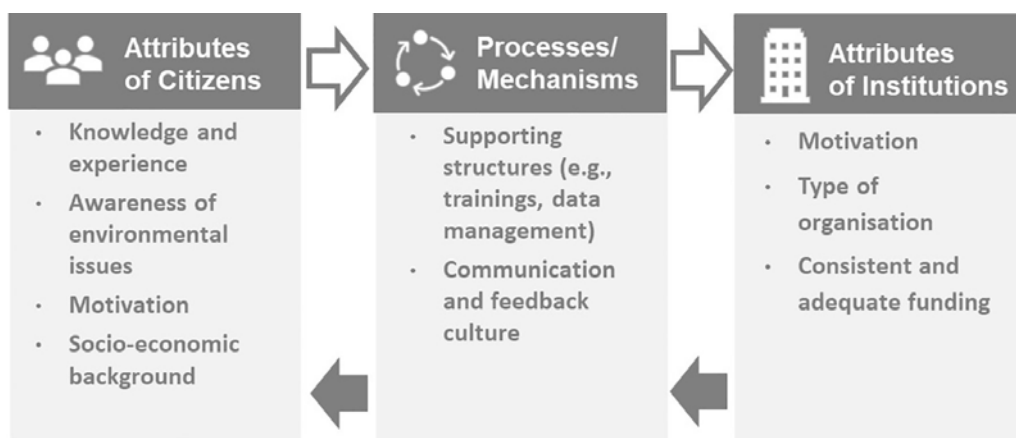 Attributes
of Citizens
• Knowledge and
experience
• Awareness of
environmental
issues
• Motivation
• Socio-economic
background
Processes/
Mechanisms
• Supporting
structures (e.g.,
trainings, data
management)
• Communication
and feedback
culture
Attributes
of Institutions
• Motivation
• Type of
organisation
• Consistent and
adequate funding